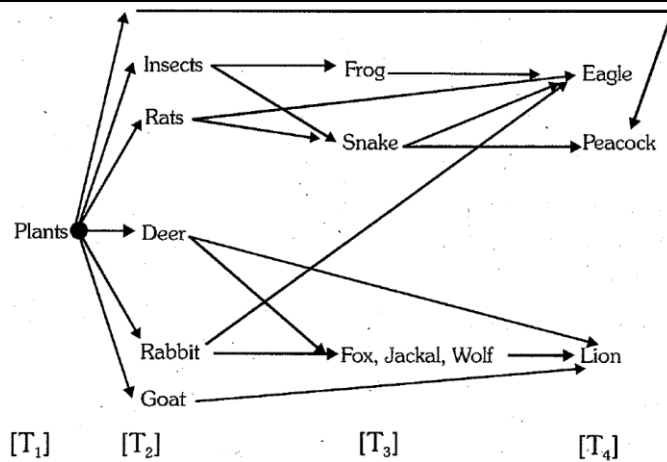 Insects Frog Eagle
Rats
Snake Peacock
Plants Deer
Rabbit Fox, Jackal, Wolf Lion
Goat
[T₁] [T₂] [T₃] [T₄]